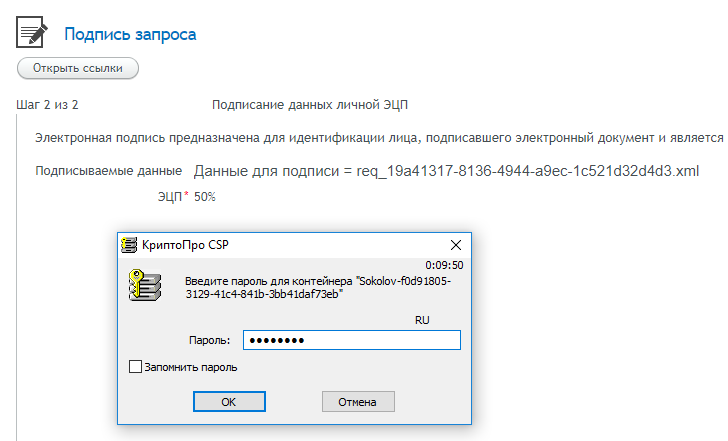 Подпись запроса
Открыть ссылки
Шаг 2 из 2 Подписание данных личной ЭЦП
Электронная подпись предназначена для идентификации лица, подписавшего электронный документ и является
Подписываемые данные Данные для подписи = req_19a41317-8136-4944-a9ec-1c521d32d4d3.xml
ЭЦП* 50%
КриптоПро CSP
0:09:50
Введите пароль для контейнера "Sokolov-f0d91805-
3129-41c4-841b-3bb41daf73eb"
RU
Пароль: ●●●●●●●●
Запомнить пароль
OK Отмена